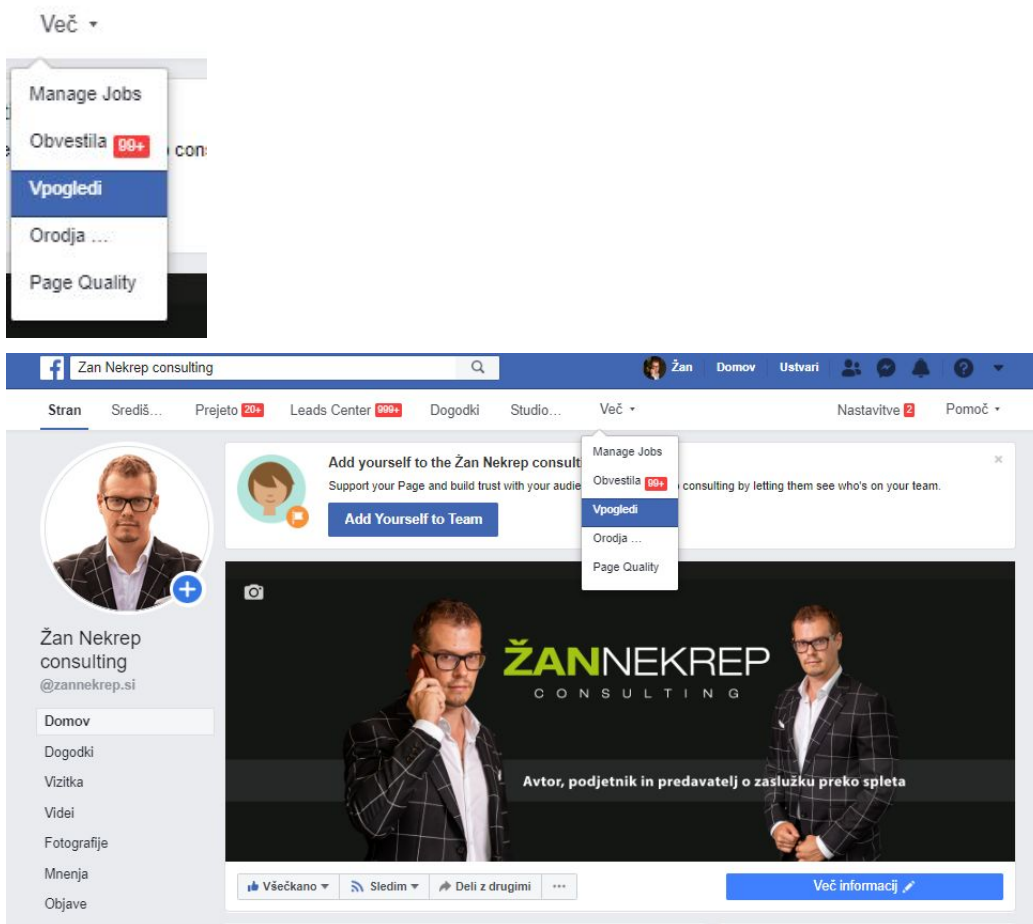 Več
Manage Jobs
Obvestila 99+
cons
Vpogledi
Orodja ...
Page Quality
Žan Nekrep consulting
Žan Domov Ustvari
Stran Središ... Prejeto 20+ Leads Center 999+ Dogodki Studio... Več Nastavitve 2 Pomoč
Manage Jobs
Obvestila 99+
Vpogledi
Orodja ...
Page Quality
Add yourself to the Žan Nekrep consulti
Support your Page and build trust with your audie consulting by letting them see who's on your team.
Add Yourself to Team
ŽANNEKREP
CONSULTING
Avtor, podjetnik in predavatelj o zaslužku preko spleta
Žan Nekrep
consulting
@zannekrep.si
Domov
Dogodki
Vizitka
Videi
Fotografije
Mnenja
Objave
Všečkano Sledim Deli z drugimi ... Več informacij